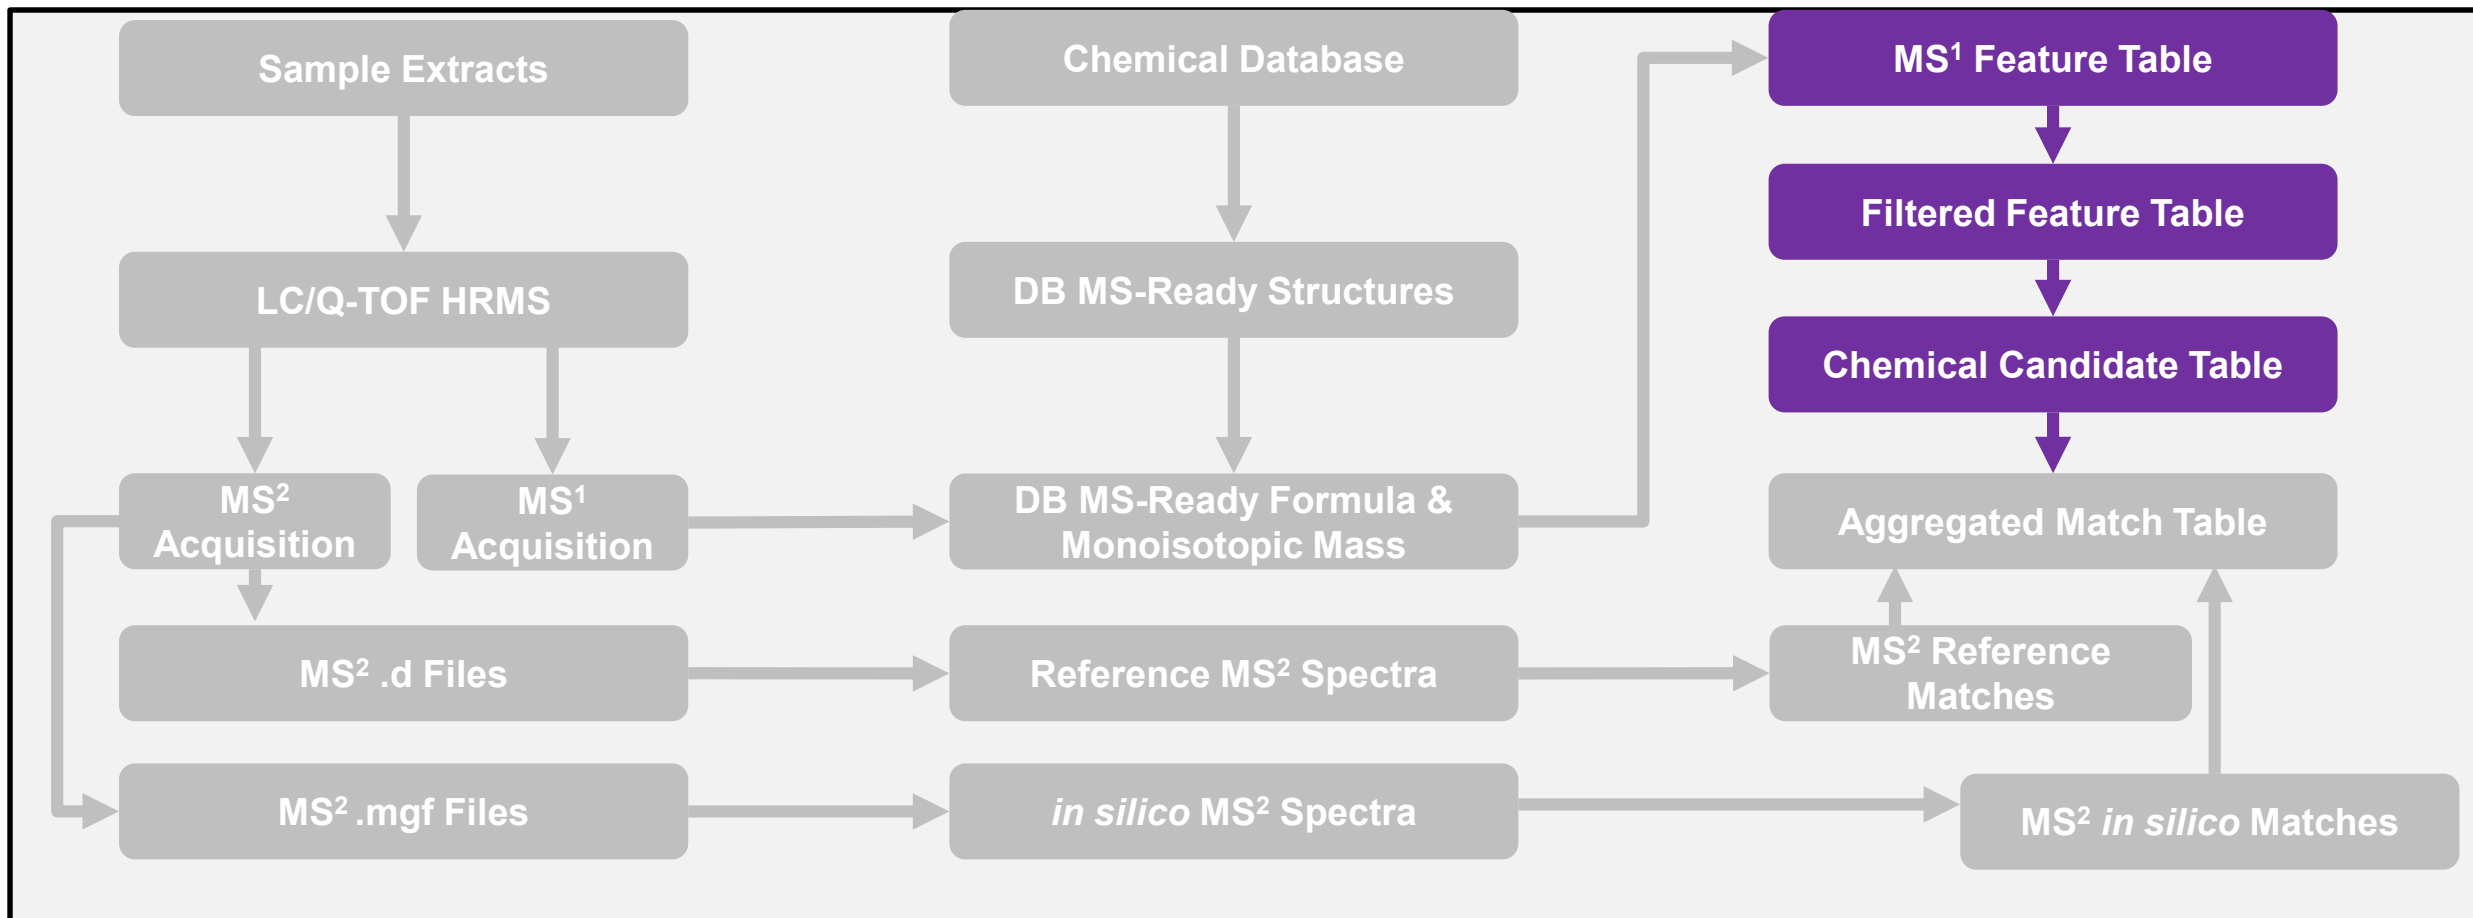 Sample Extracts
Chemical Database
MS¹ Feature Table
Filtered Feature Table
LC/Q-TOF HRMS
DB MS-Ready Structures
Chemical Candidate Table
MS²
Acquisition
MS¹
Acquisition
DB MS-Ready Formula &
Monoisotopic Mass
Aggregated Match Table
MS² .d Files
Reference MS² Spectra
MS² Reference
Matches
MS² .mgf Files
in silico MS² Spectra
MS² in silico Matches